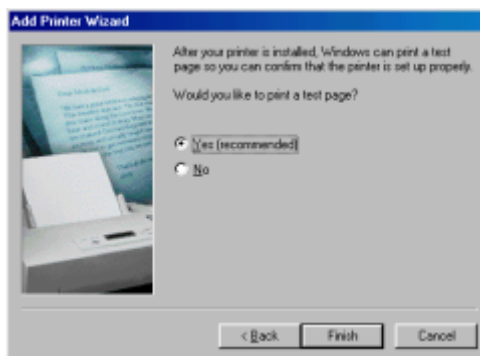 Add Printer Wizard
After your printer is installed, Windows can print a test
page so you can confirm that the printer is set up properly.
Would you like to print a test page?
Yes (recommended)
No
< Back
Finish
Cancel